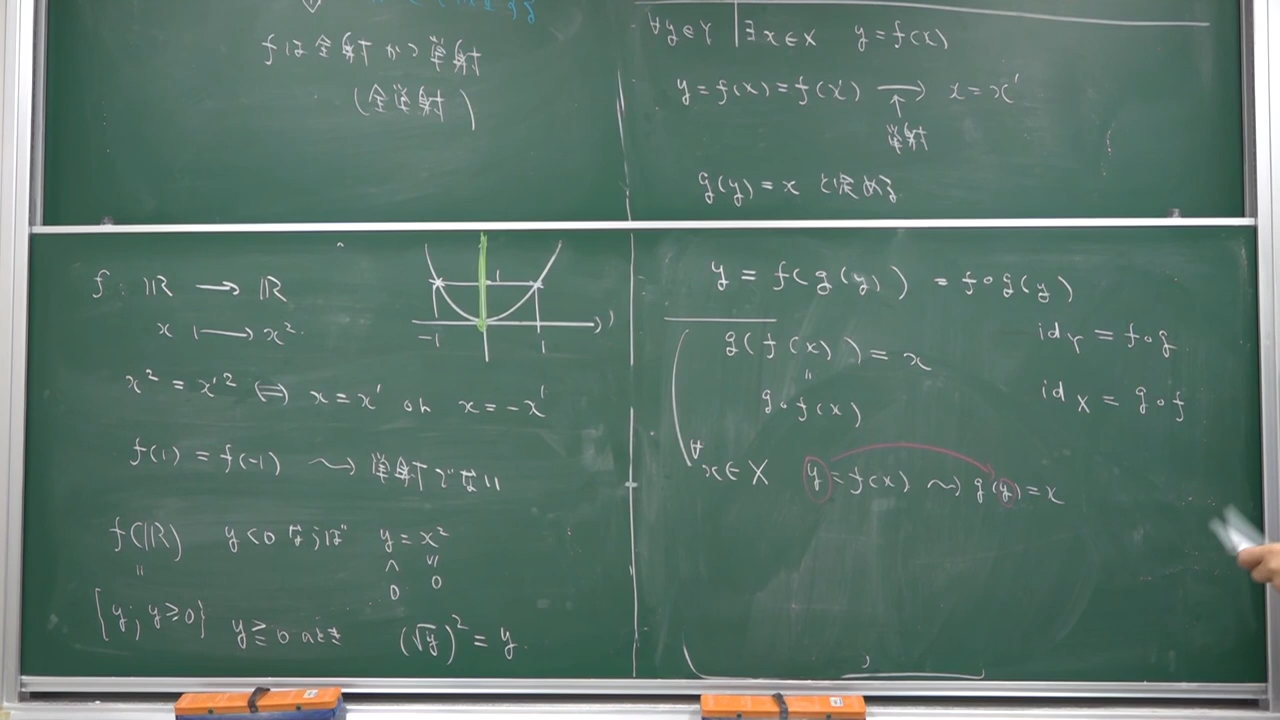 fは全射かつ単射
(全単射)
∀y∈Y ∃x∈X y=f(x)
y=f(x)=f(x') → x=x'
↑
単射
g(y)=x と定める
f: ℝ → ℝ
x ↦ x².
-1 1 1
x²=x'² ⇔ x=x' or x=-x'
f(1)=f(-1) ⤳ 単射でない
f(ℝ) y<0 ならば y=x²
∧ ≥
" 0 0
{y; y≥0} y≧0 のとき (√y)²=y.
y = f(g(y)) = f∘g(y)
g(f(x)) = x
"
g∘f(x)
id_Y = f∘g
id_X = g∘f
∀x∈X y=f(x) ⤳ g(y)=x